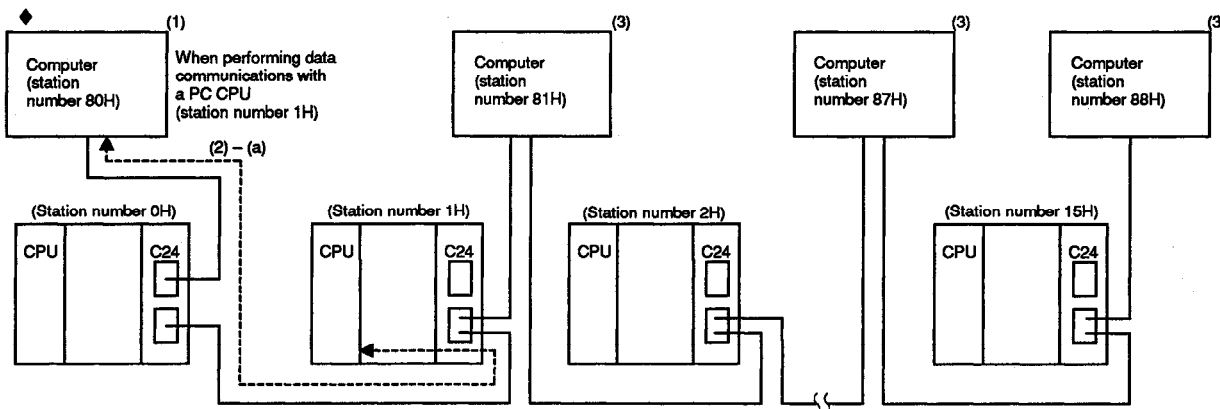 (1)
Computer
(station
number 80H)
When performing data
communications with
a PC CPU
(station number 1H)
(3)
Computer
(station
number 81H)
(3)
Computer
(station
number 87H)
(3
Computer
(station
number 88H)
(2) – (a)
(Station number 0H)
CPU
C24
(Station number 1H)
CPU
C24
(Station number 2H)
CPU
C24
(Station number 15H)
CPU
C24